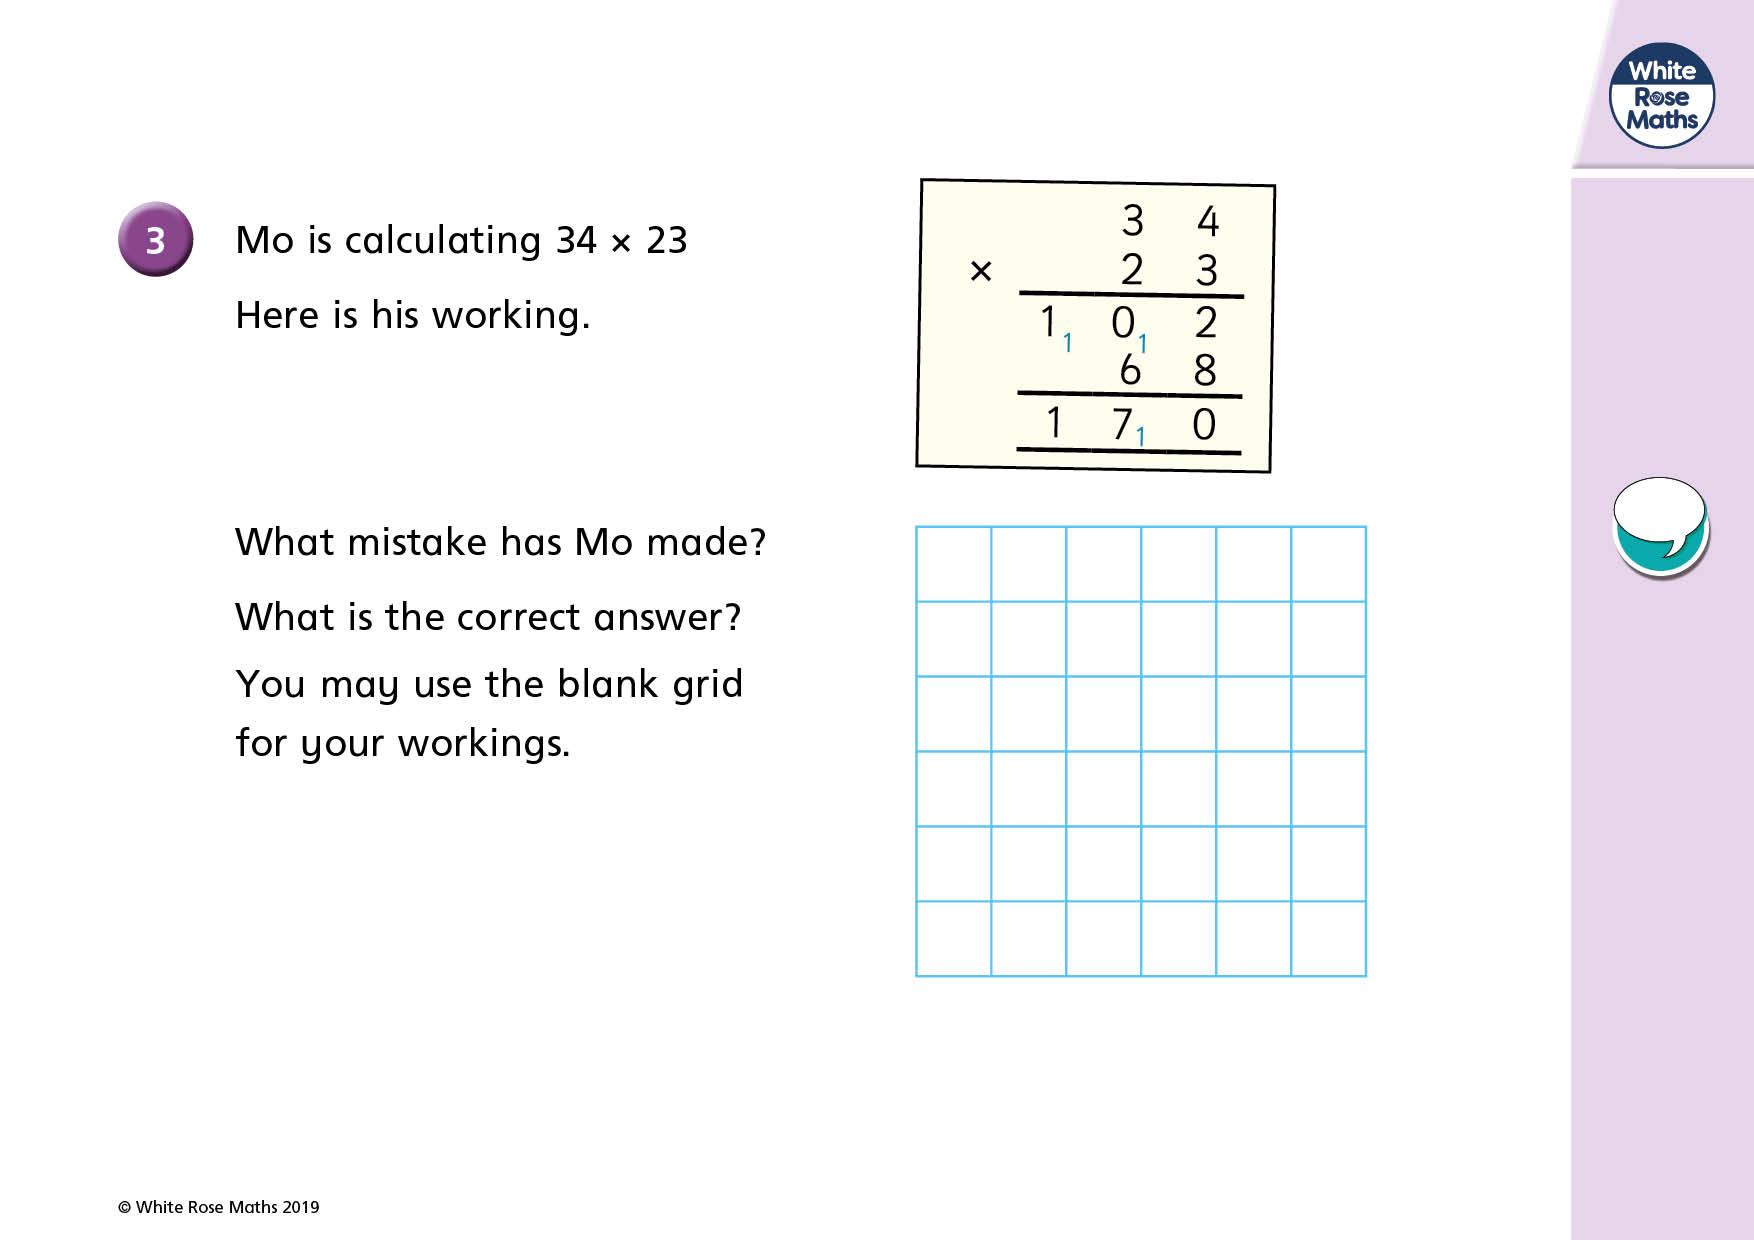 White
Rose
Maths
3 Mo is calculating 34 × 23
Here is his working.
3 4
× 2 3
1 1 0 1 2
6 8
1 7 1 0
What mistake has Mo made?
What is the correct answer?
You may use the blank grid
for your workings.
© White Rose Maths 2019